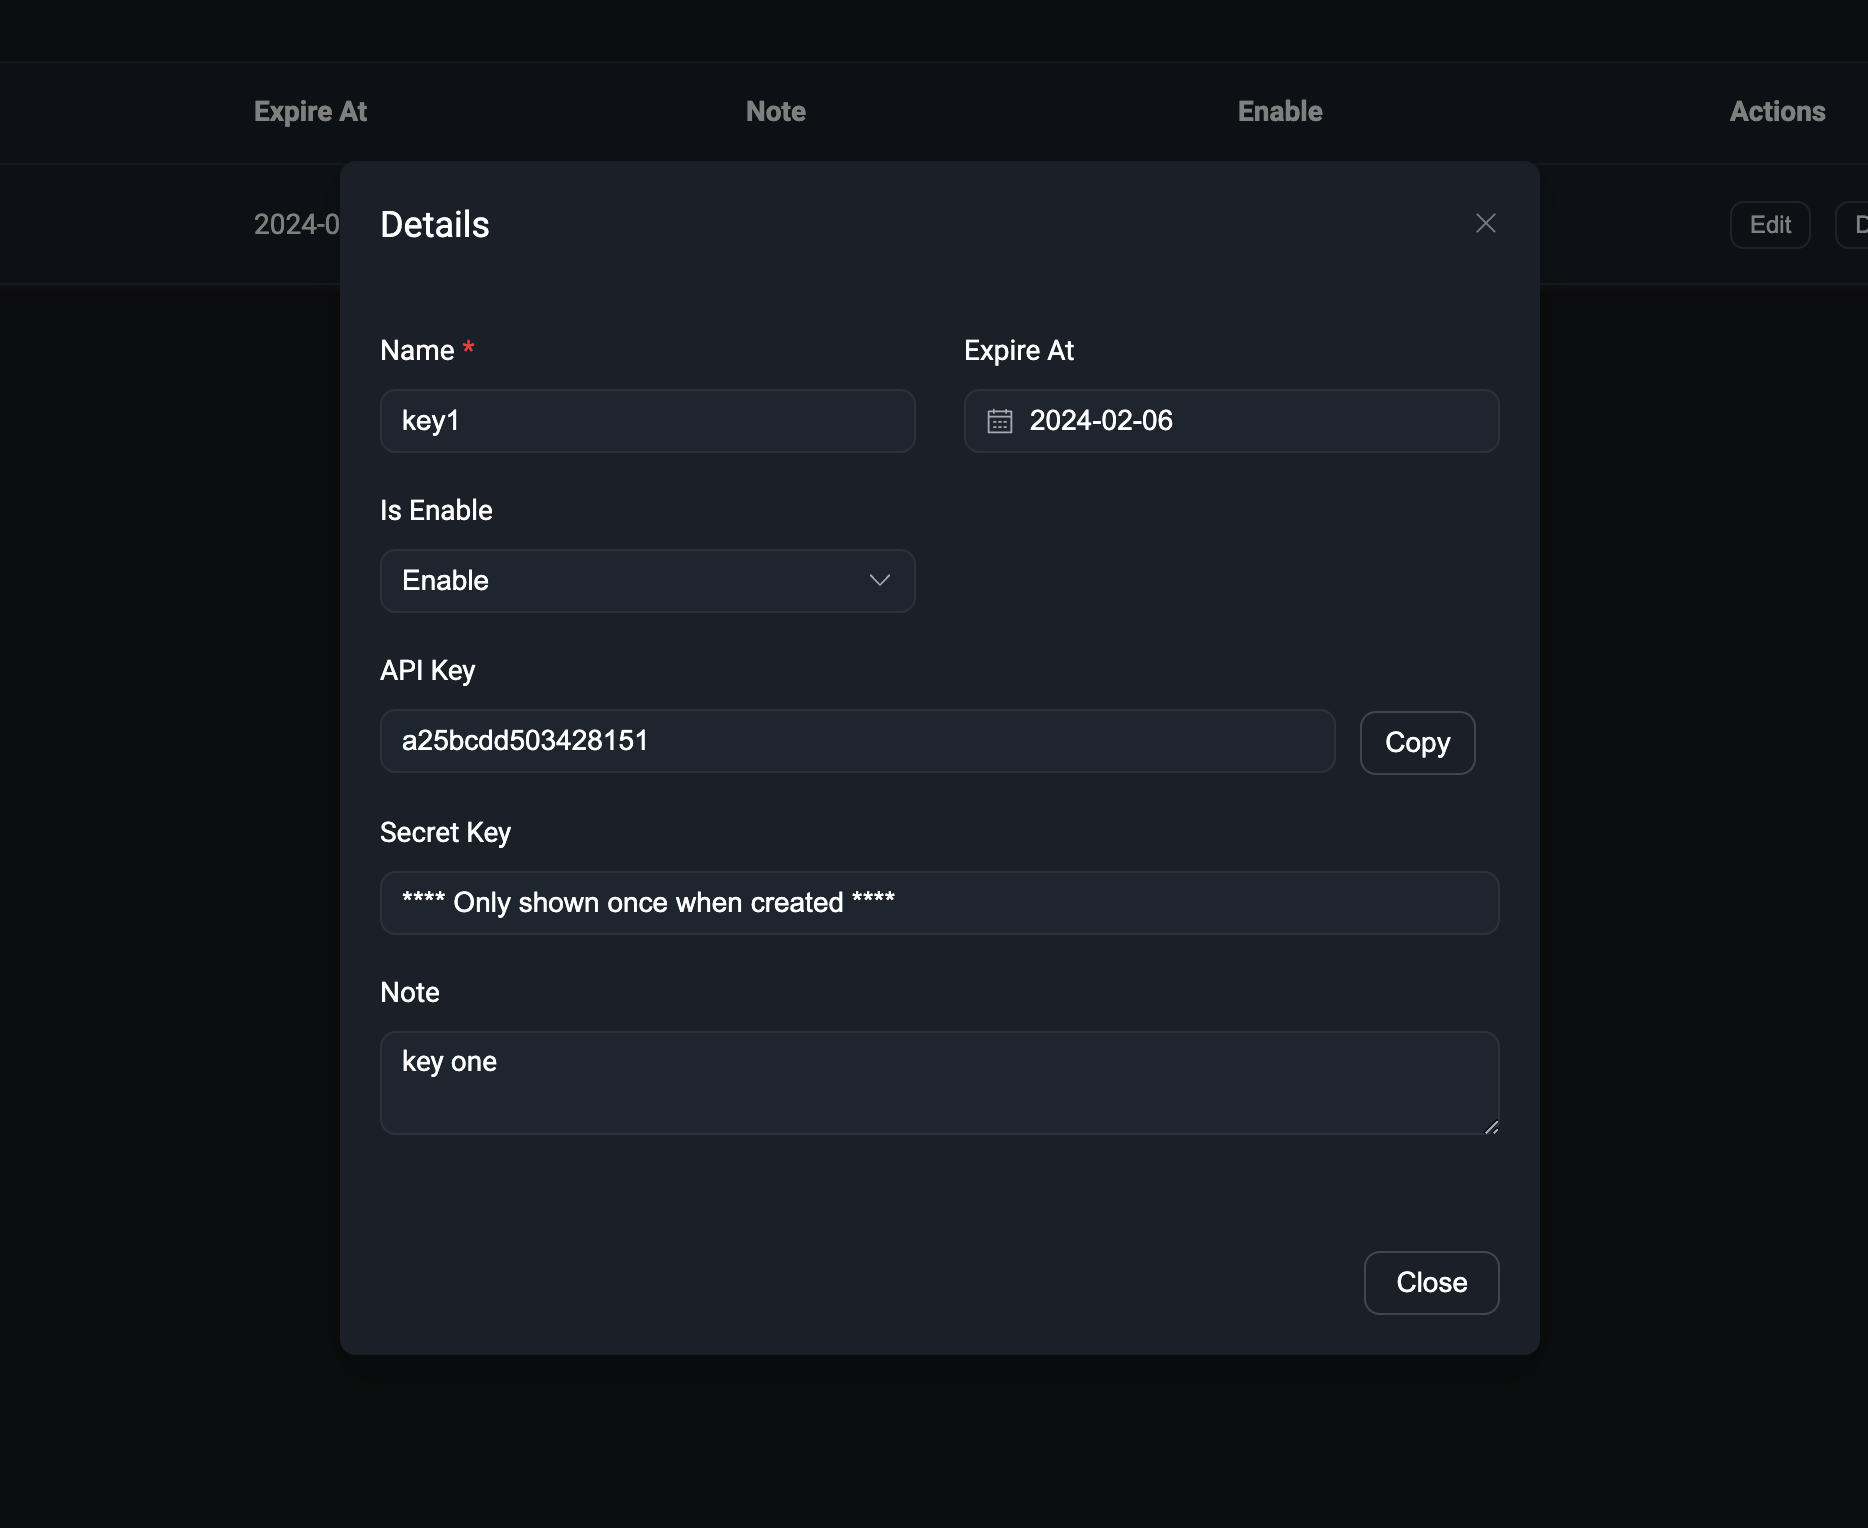 Expire At
Note
Enable
Actions
2024-0
Edit
D
Details
Name *
Expire At
key1
2024-02-06
Is Enable
Enable
API Key
a25bcdd503428151
Copy
Secret Key
**** Only shown once when created ****
Note
key one
Close